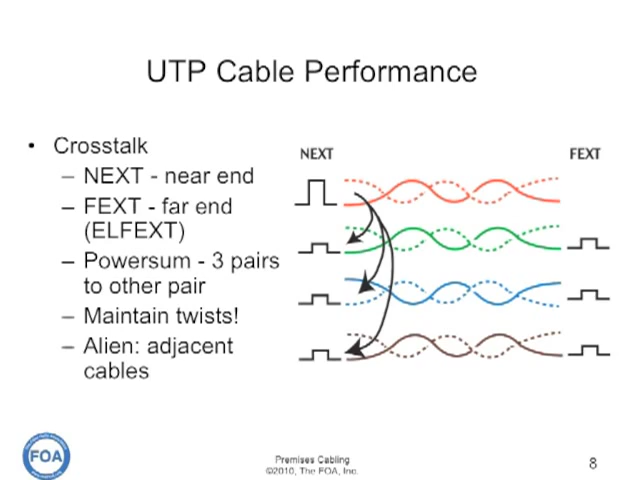 UTP Cable Performance
• Crosstalk
– NEXT - near end
– FEXT - far end
(ELFEXT)
– Powersum - 3 pairs
to other pair
– Maintain twists!
– Alien: adjacent
cables
NEXT
FEXT
FOA
Premises Cabling
©2010, The FOA, Inc.
8